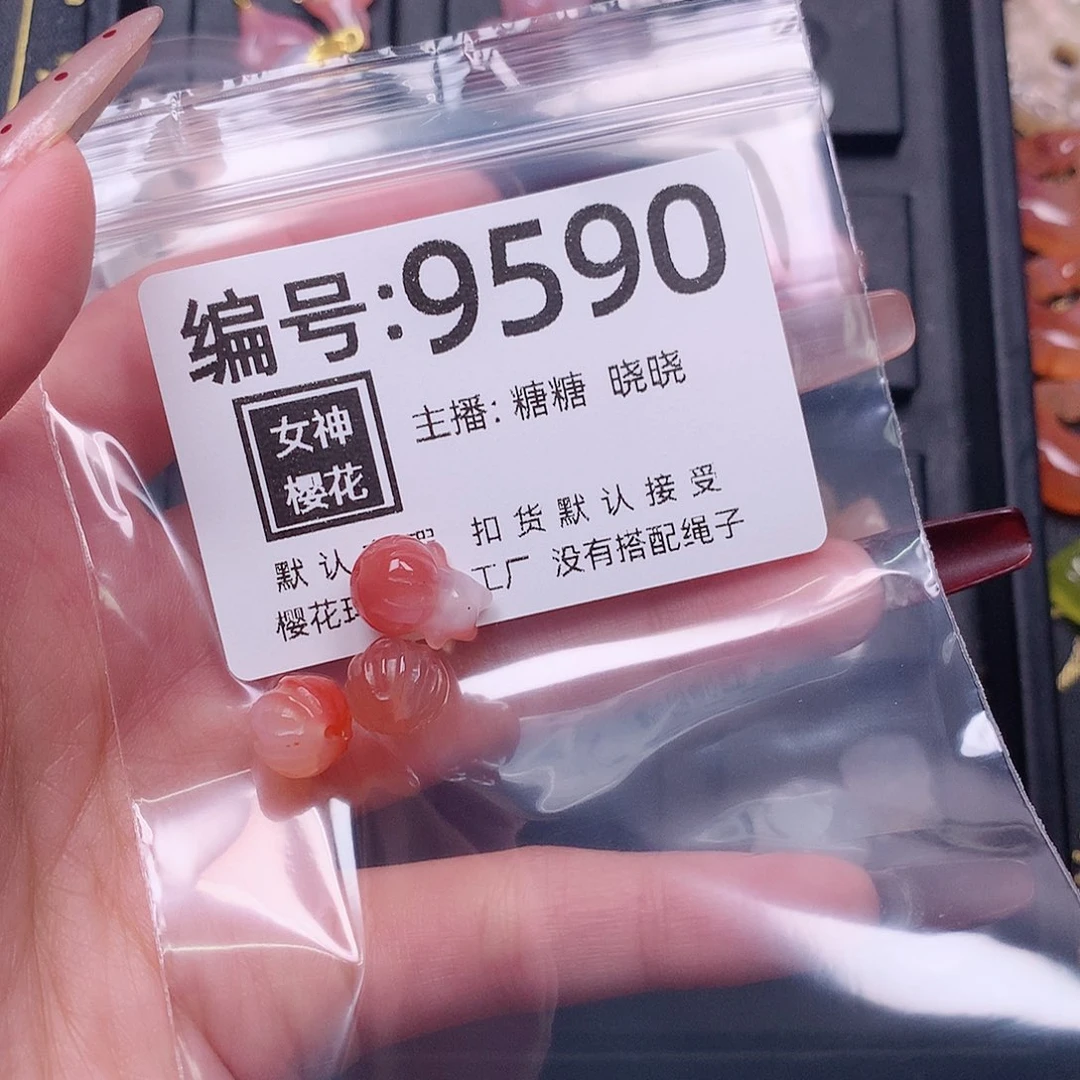 编号:9590
女神
樱花
主播: 糖糖 晓晓
默认 扣货默认接受
樱花 工厂 没有搭配绳子